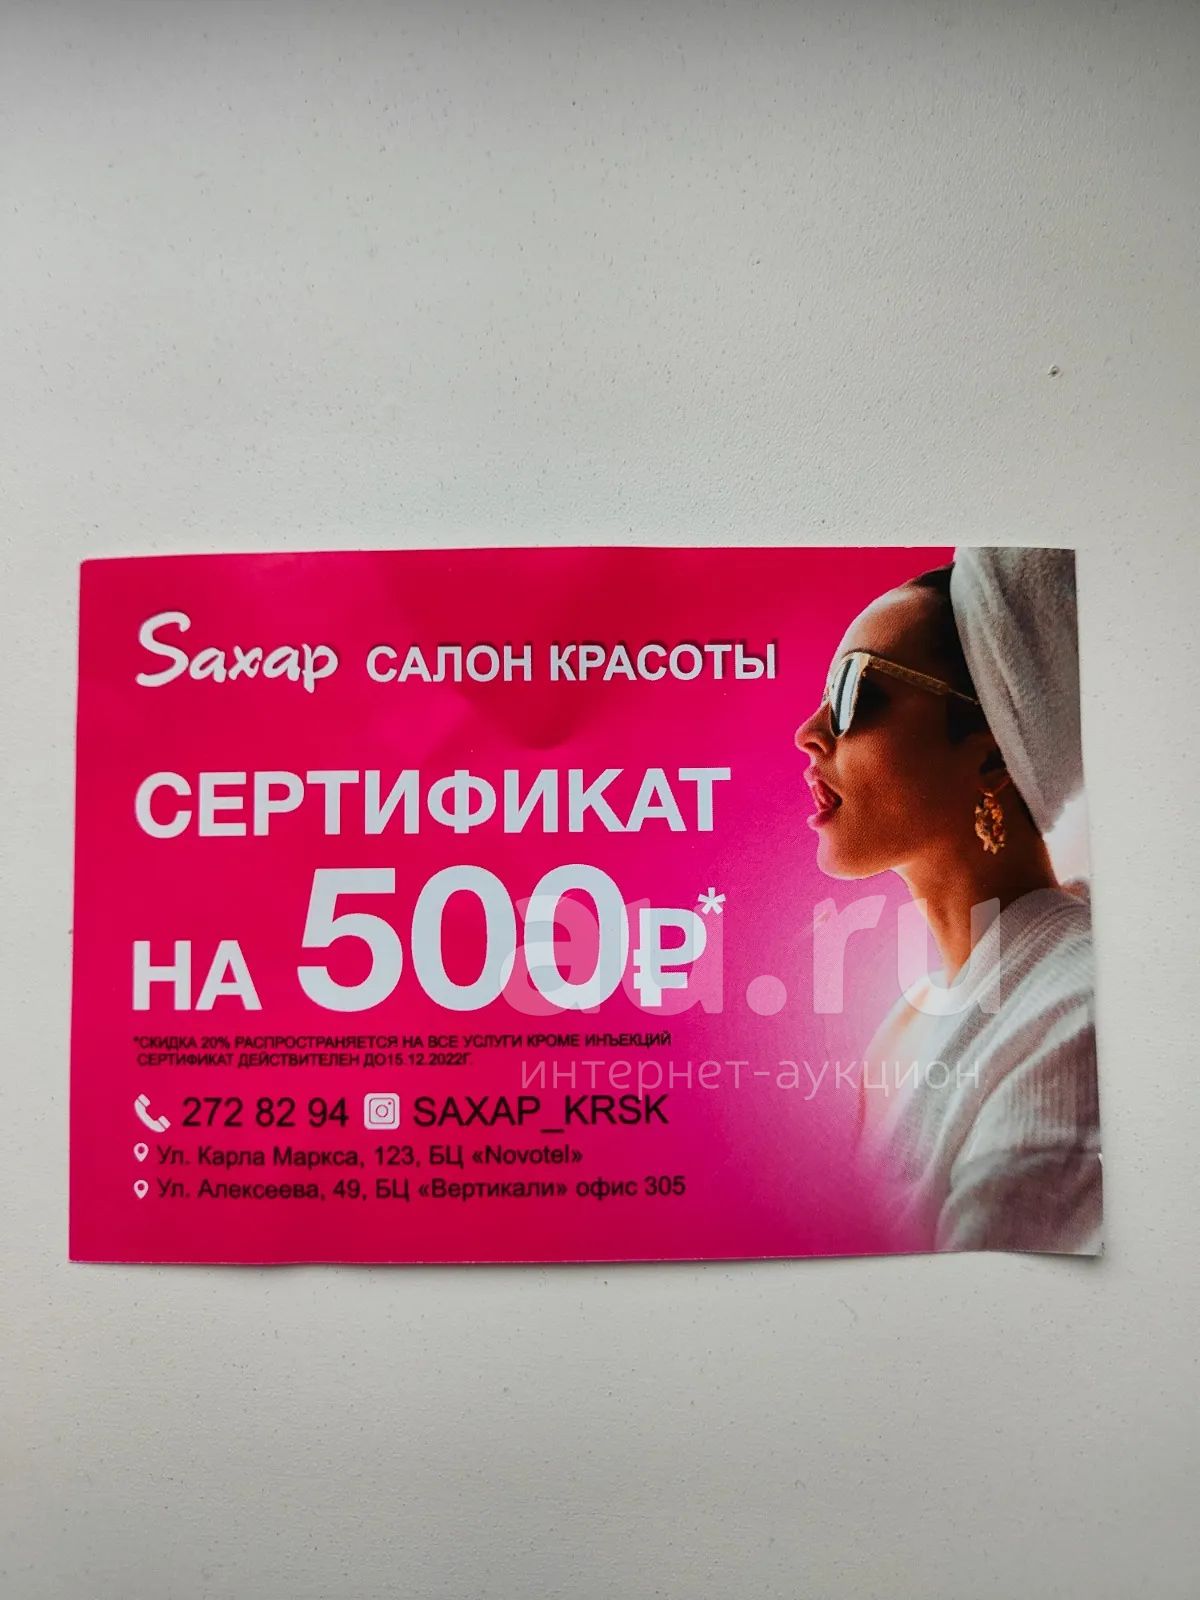 Saxap САЛОН КРАСОТЫ
СЕРТИФИКАТ
НА 500₽*
*СКИДКА 20% РАСПРОСТРАНЯЕТСЯ НА ВСЕ УСЛУГИ КРОМЕ ИНЪЕКЦИЙ
СЕРТИФИКАТ ДЕЙСТВИТЕЛЕН ДО15.12.2022Г.
272 82 94 SAXAP_KRSK
Ул. Карла Маркса, 123, БЦ «Novotel»
Ул. Алексеева, 49, БЦ «Вертикали» офис 305
au.ru
интернет-аукцион